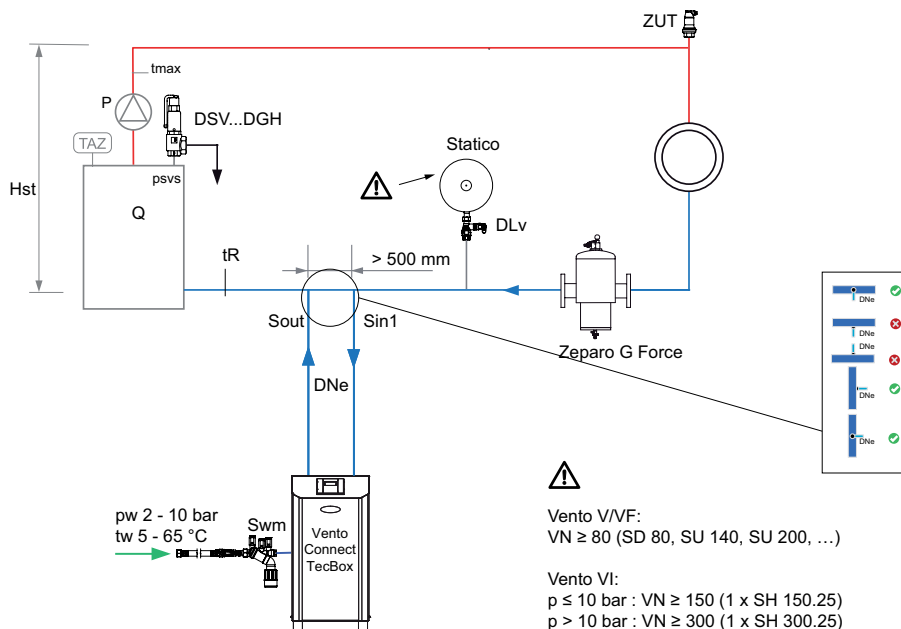 ZUT
tmax
P
DSV...DGH
TAZ
Statico
psvs
Hst
Q
DLv
tR
> 500 mm
DNe
Sout
Sin1
DNe
DNe
Zeparo G Force
DNe
DNe
DNe
pw 2 - 10 bar
tw 5 - 65 °C
Swm
Vento
Connect
TecBox
Vento V/VF:
VN ≥ 80 (SD 80, SU 140, SU 200, …)
Vento VI:
p ≤ 10 bar : VN ≥ 150 (1 x SH 150.25)
p > 10 bar : VN ≥ 300 (1 x SH 300.25)